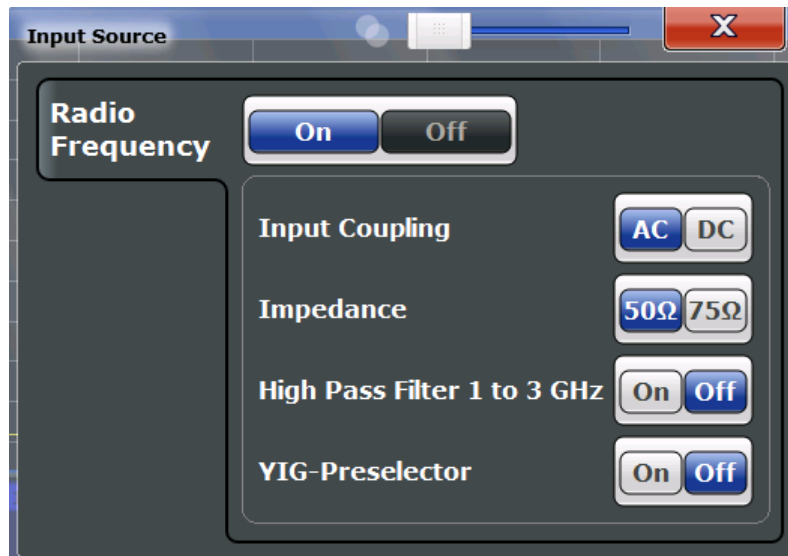 Input Source
X
Radio
Frequency
On Off
Input Coupling AC DC
Impedance 50Ω 75Ω
High Pass Filter 1 to 3 GHz On Off
YIG-Preselector On Off